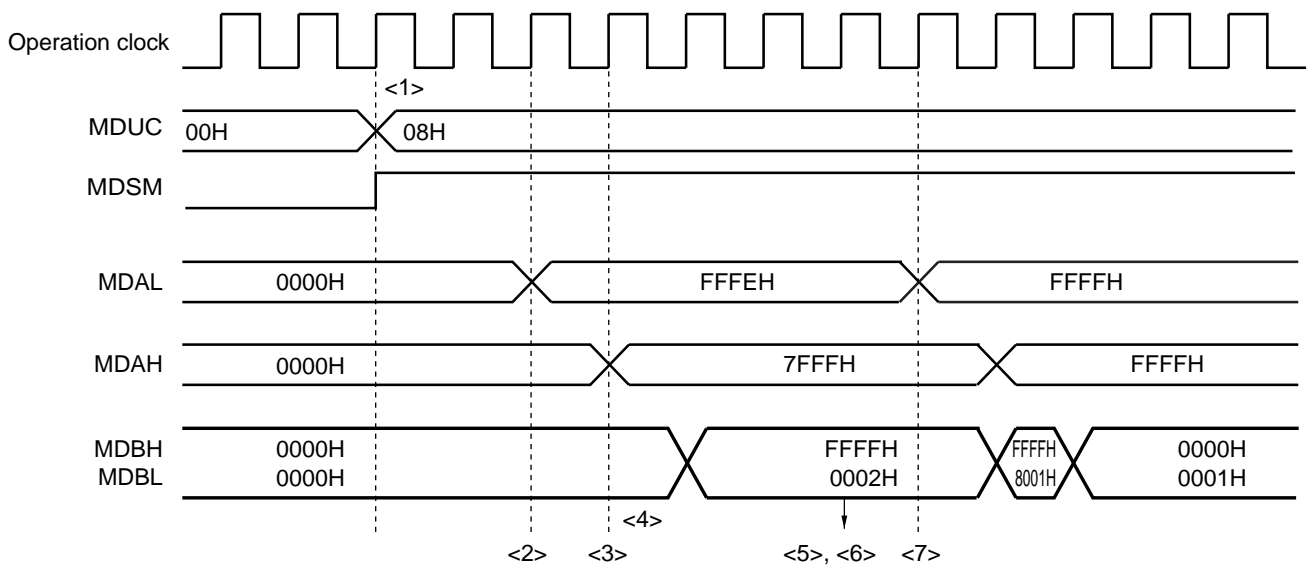 Operation clock
<1>
MDUC 00H 08H
MDSM
MDAL 0000H FFFEH FFFFH
MDAH 0000H 7FFFH FFFFH
MDBH 0000H FFFFH FFFFH 0000H
MDBL 0000H 0002H 8001H 0001H
<4>
<2> <3> <5>, <6> <7>